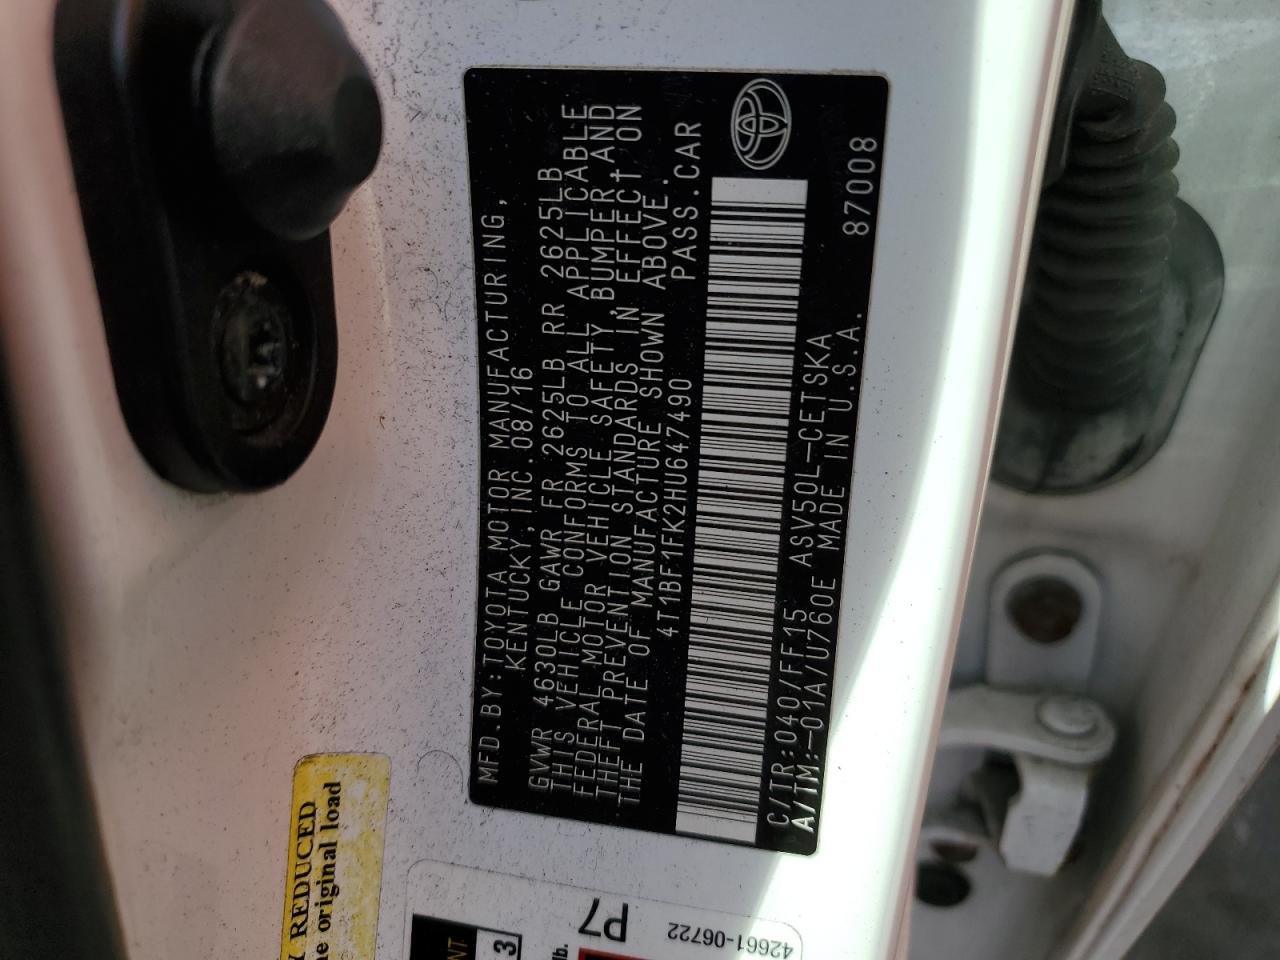 MFD.BY:TOYOTA MOTOR MANUFACTURING,
KENTUCKY, INC. 08/16
GVWR 4630LB GAWR FR 2625LB RR 2625LB
THIS VEHICLE CONFORMS TO ALL APPLICABLE
FEDERAL MOTOR VEHICLE SAFETY, BUMPER, AND
THEFT PREVENTION STANDARDS IN EFFECT ON
THE DATE OF MANUFACTURE SHOWN ABOVE.
4T1BF1FK2HU647490 PASS.CAR
C/TR:040/FF15 ASV50L-CETSKA
A/TM:-01A/U760E MADE IN U.S.A.
87008
REDUCED
original load
P7
42661-06722
3
lb.